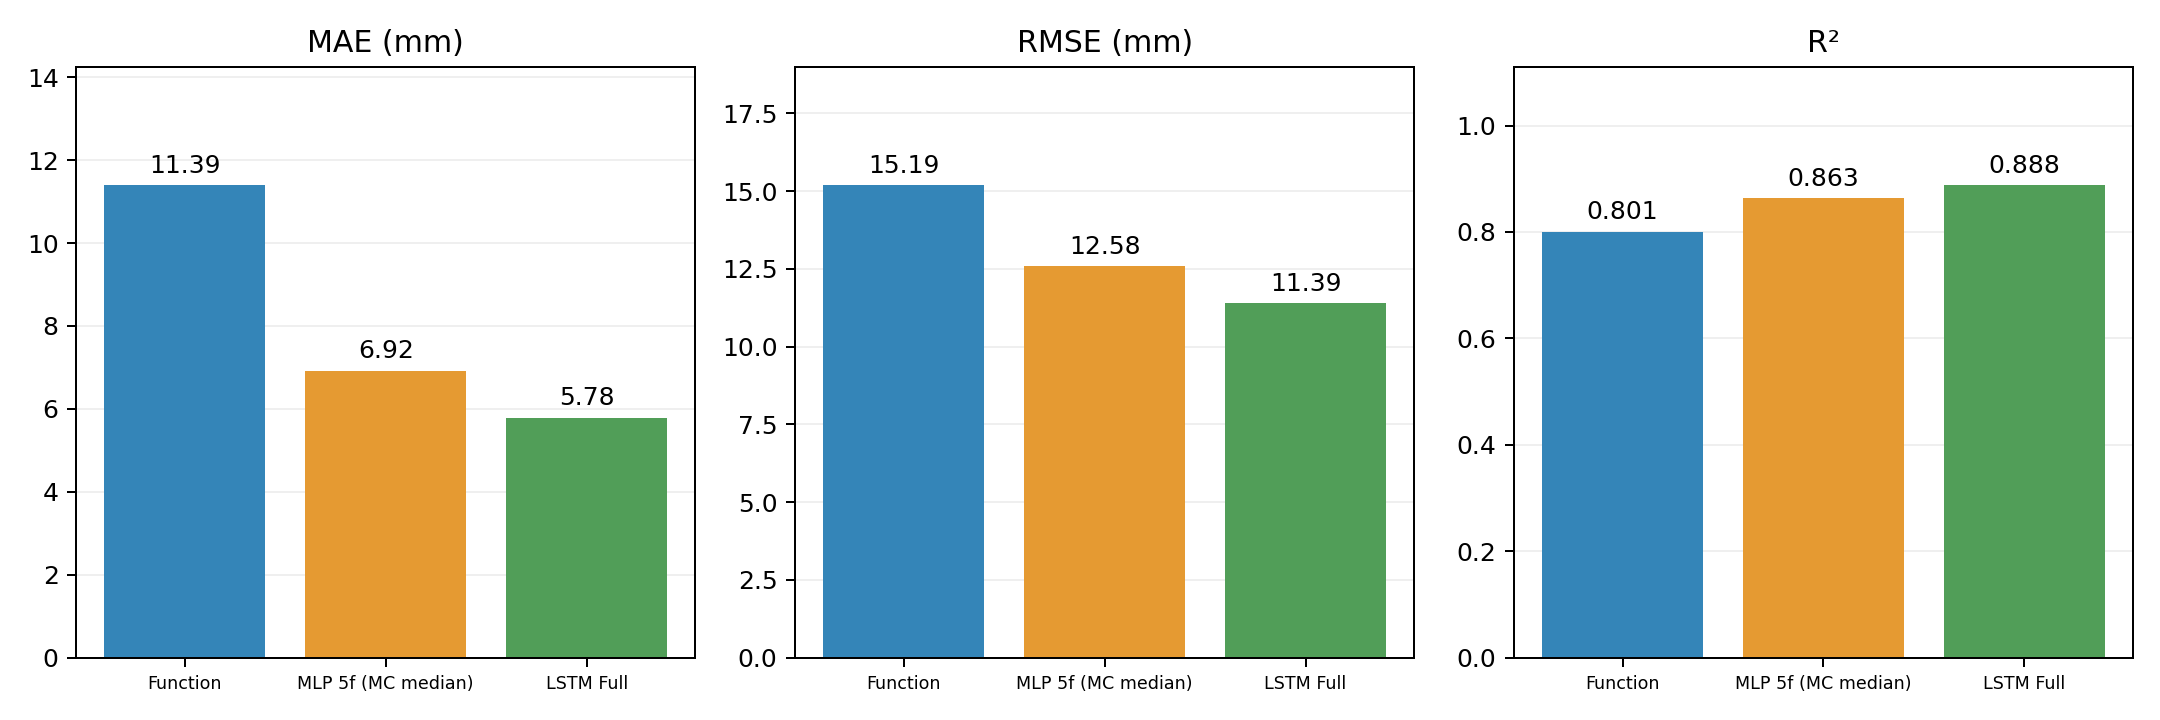 MAE (mm)
14
12
10
8
6
4
2
0
11.39
6.92
5.78
Function
MLP 5f (MC median)
LSTM Full
RMSE (mm)
17.5
15.0
12.5
10.0
7.5
5.0
2.5
0.0
15.19
12.58
11.39
Function
MLP 5f (MC median)
LSTM Full
R²
1.0
0.8
0.6
0.4
0.2
0.0
0.801
0.863
0.888
Function
MLP 5f (MC median)
LSTM Full